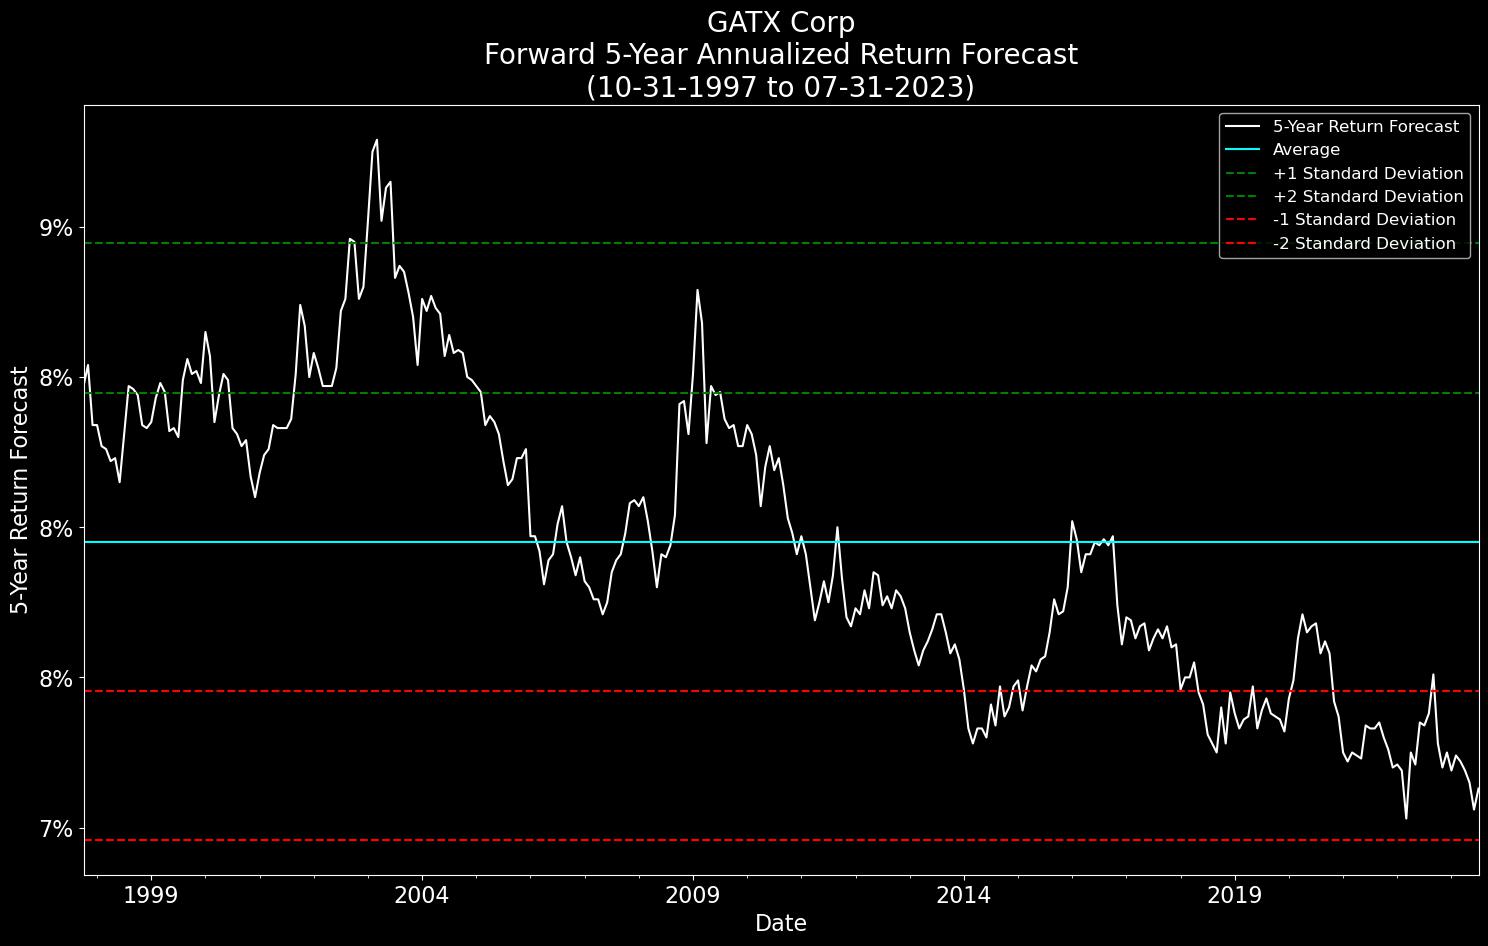 GATX Corp
Forward 5-Year Annualized Return Forecast
(10-31-1997 to 07-31-2023)
5-Year Return Forecast
Average
+1 Standard Deviation
+2 Standard Deviation
-1 Standard Deviation
-2 Standard Deviation
5-Year Return Forecast
9%
8%
8%
8%
7%
1999
2004
2009
2014
2019
Date